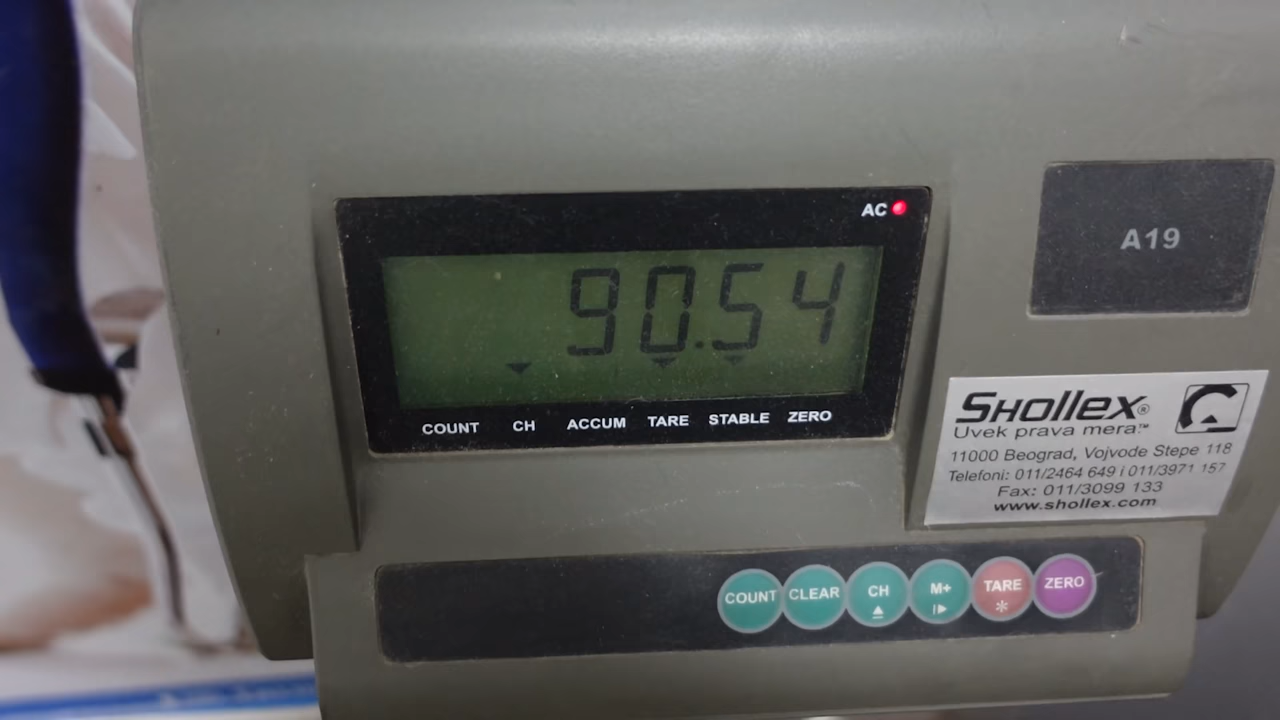 AC
90.54
COUNT CH ACCUM TARE STABLE ZERO
A19
Shollex®
Uvek prava mera™
11000 Beograd, Vojvode Stepe 118
Telefoni: 011/2464 649 i 011/3971 157
Fax: 011/3099 133
www.shollex.com
COUNT CLEAR CH M+ TARE ZERO
*